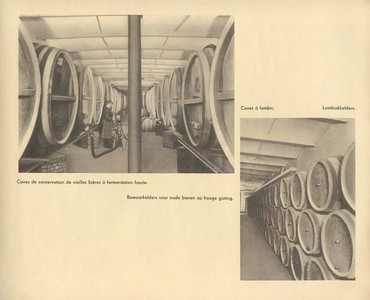 Caves à lambic.
Lambiekkelders.
Caves de conservation de vieilles bières à fermentation haute.
Bewaarkelders voor oude bieren op hooge gisting.